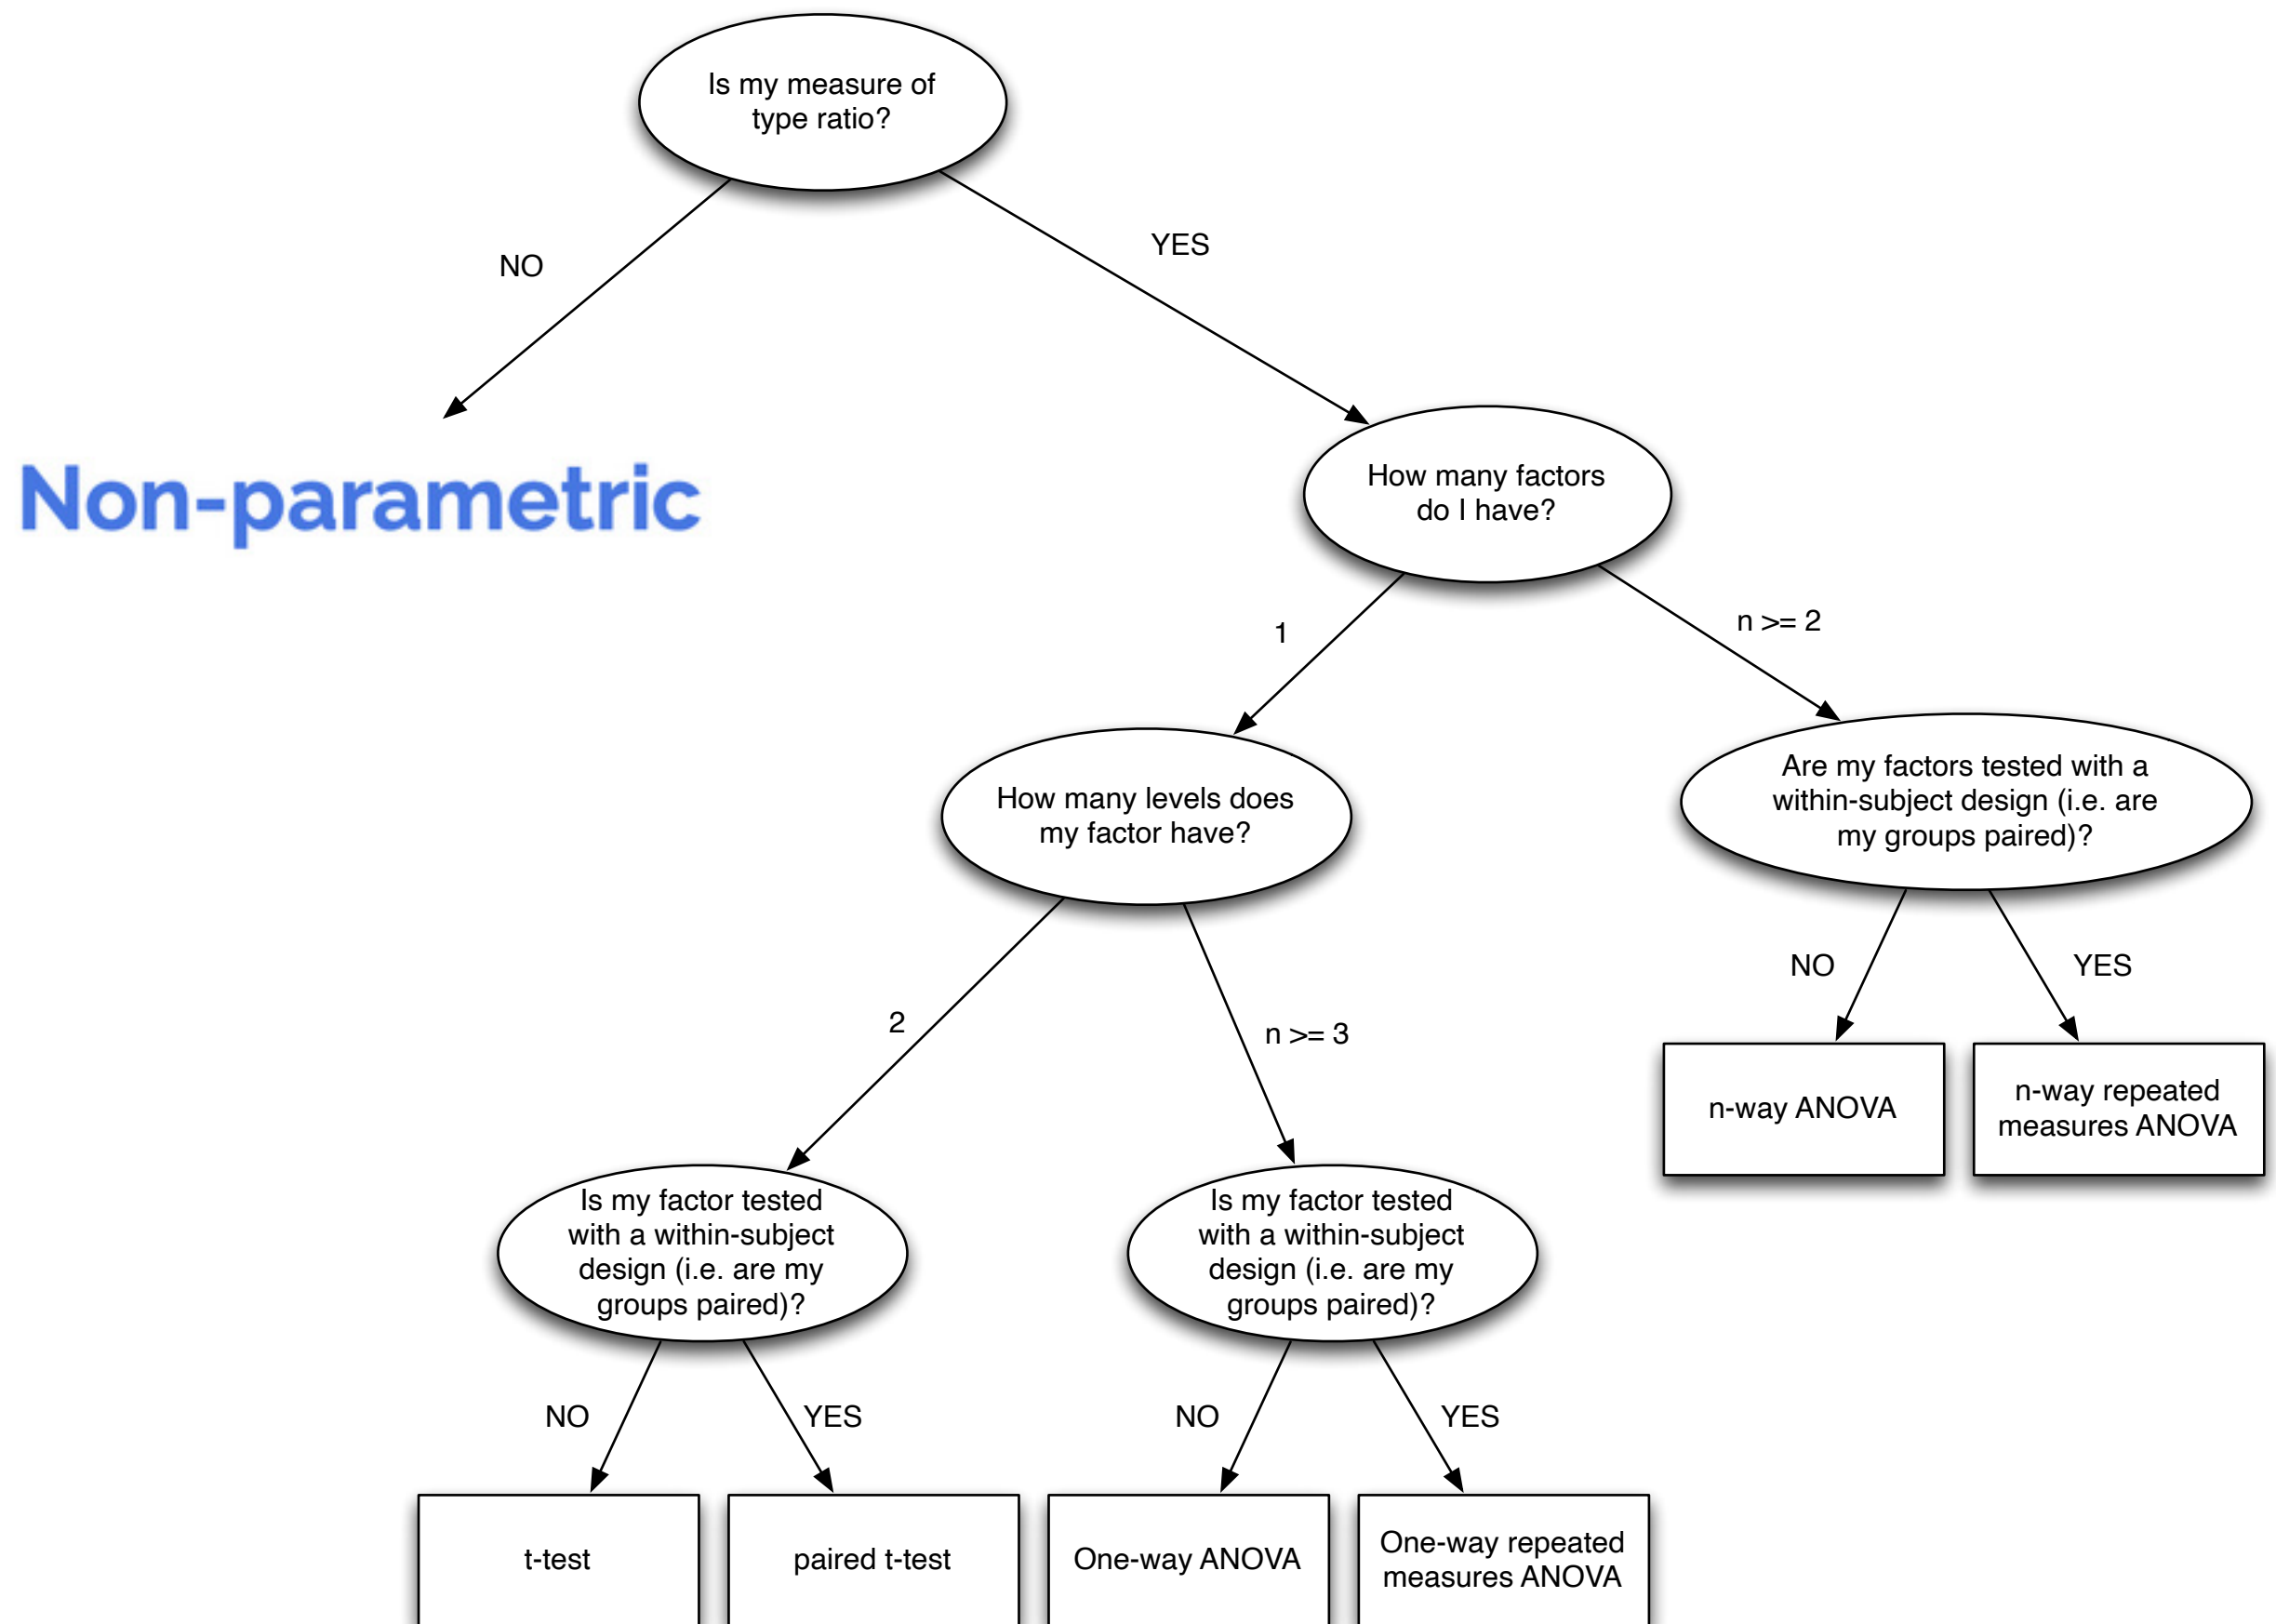 Is my measure of
type ratio?
NO
YES
Non-parametric
How many factors
do I have?
1
n >= 2
How many levels does
my factor have?
Are my factors tested with a
within-subject design (i.e. are
my groups paired)?
2
n >= 3
NO
YES
n-way ANOVA
n-way repeated
measures ANOVA
Is my factor tested
with a within-subject
design (i.e. are my
groups paired)?
Is my factor tested
with a within-subject
design (i.e. are my
groups paired)?
NO
YES
NO
YES
t-test
paired t-test
One-way ANOVA
One-way repeated
measures ANOVA